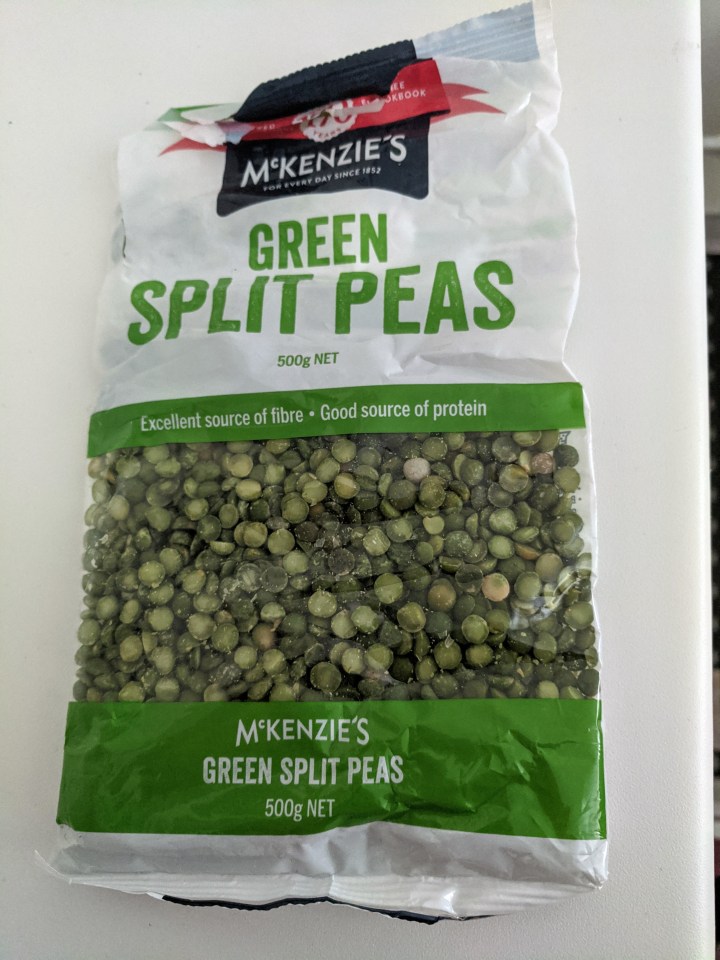 YEARS
McKENZIE'S
FOR EVERY DAY SINCE 1852
GREEN
SPLIT PEAS
500g NET
Excellent source of fibre • Good source of protein
McKENZIE'S
GREEN SPLIT PEAS
500g NET